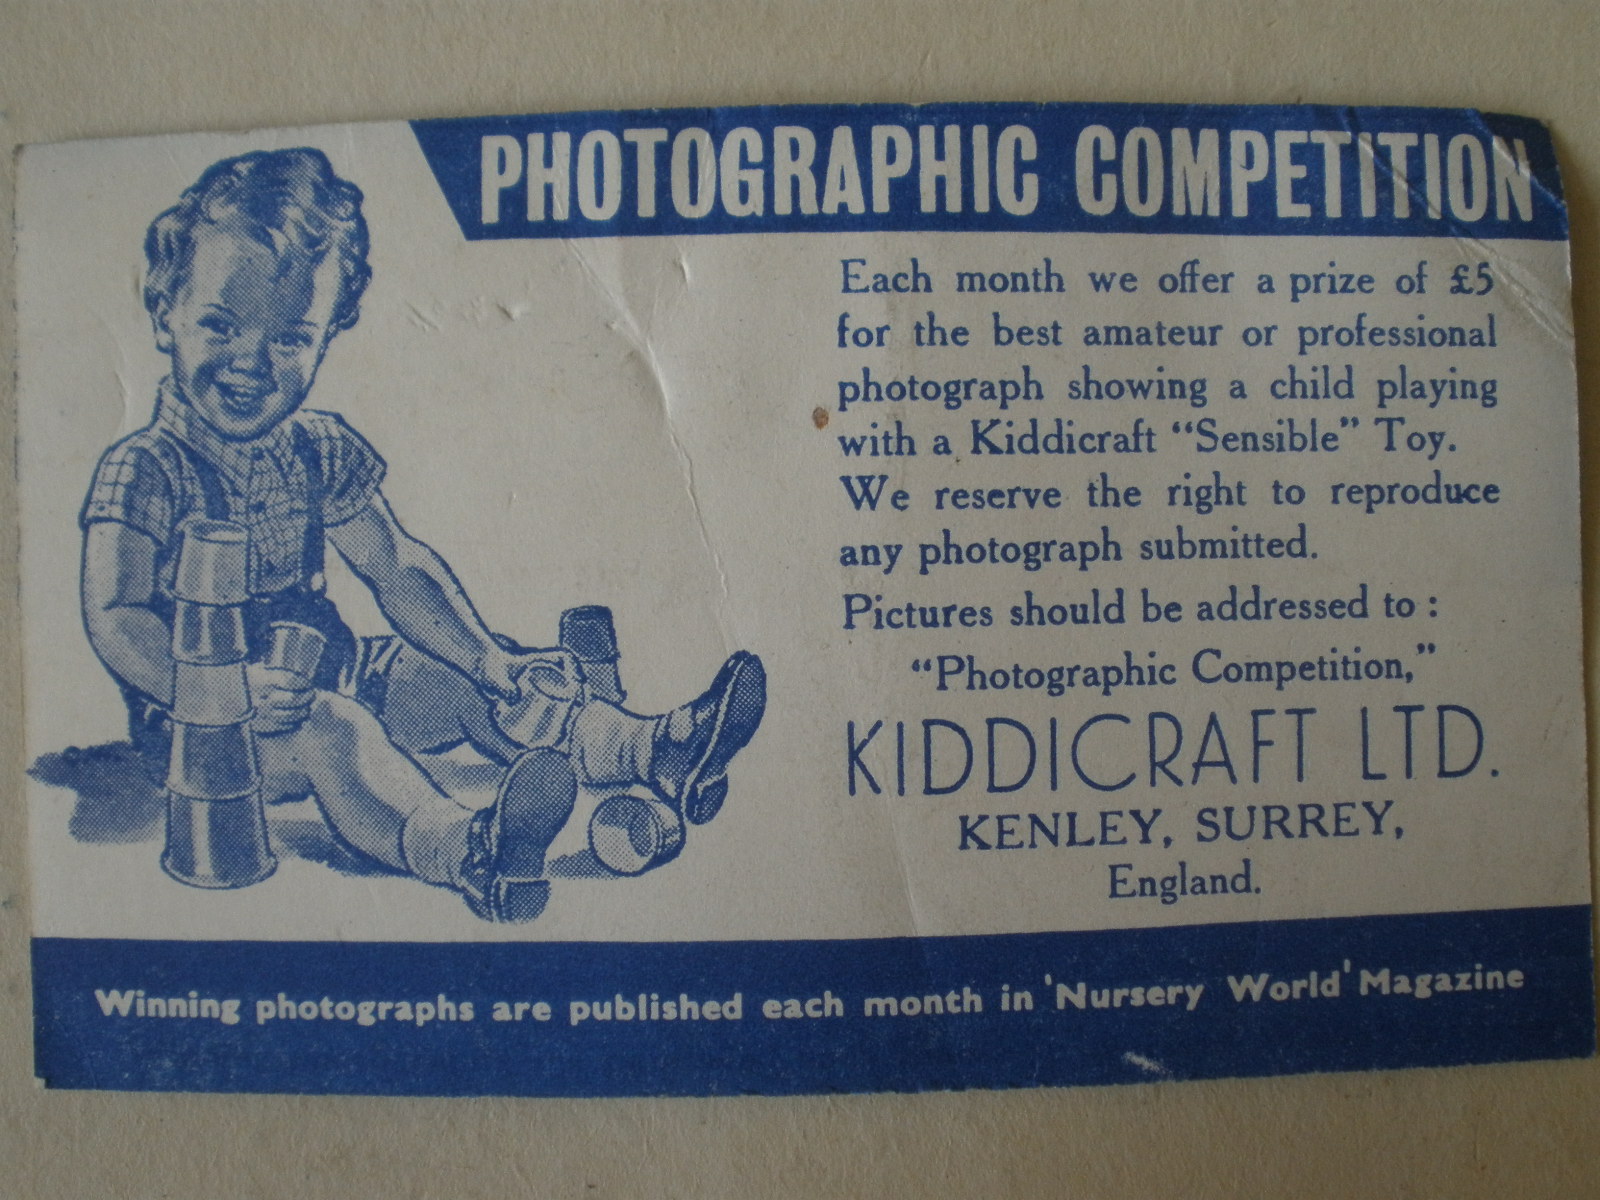 PHOTOGRAPHIC COMPETITION
Each month we offer a prize of £5
for the best amateur or professional
photograph showing a child playing
with a Kiddicraft “Sensible” Toy.
We reserve the right to reproduce
any photograph submitted.
Pictures should be addressed to :
“Photographic Competition,”
KIDDICRAFT LTD.
KENLEY, SURREY,
England.
Winning photographs are published each month in 'Nursery World' Magazine